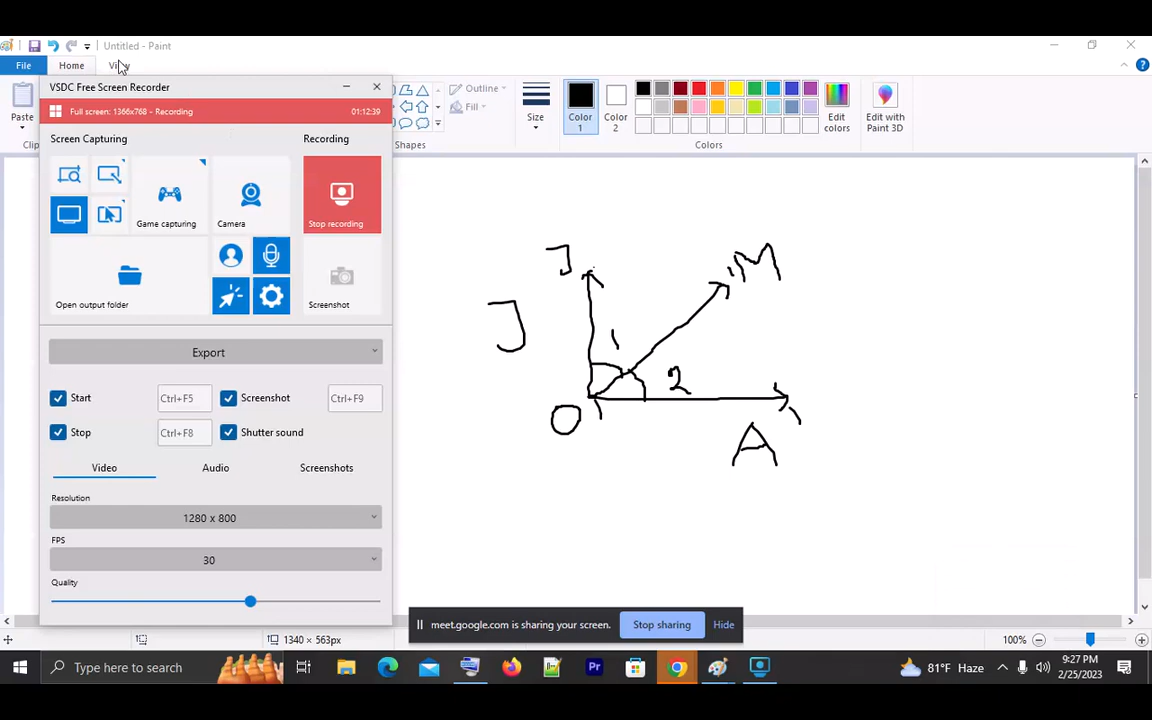 Untitled - Paint
File
Home
View
VSDC Free Screen Recorder
Full screen: 1366x768 - Recording
01:12:39
Screen Capturing
Recording
Game capturing
Camera
Stop recording
Open output folder
Screenshot
Export
Start
Ctrl+F5
Screenshot
Ctrl+F9
Stop
Ctrl+F8
Shutter sound
Video
Audio
Screenshots
Resolution
1280 x 800
FPS
30
Quality
Paste
Outline
Fill
Shapes
Size
Color 1
Color 2
Edit colors
Edit with Paint 3D
Colors
J
M
J
1
2
O
A
meet.google.com is sharing your screen.
Stop sharing
Hide
1340 × 563px
100%
Type here to search
Pr
81°F Haze
9:27 PM
2/25/2023